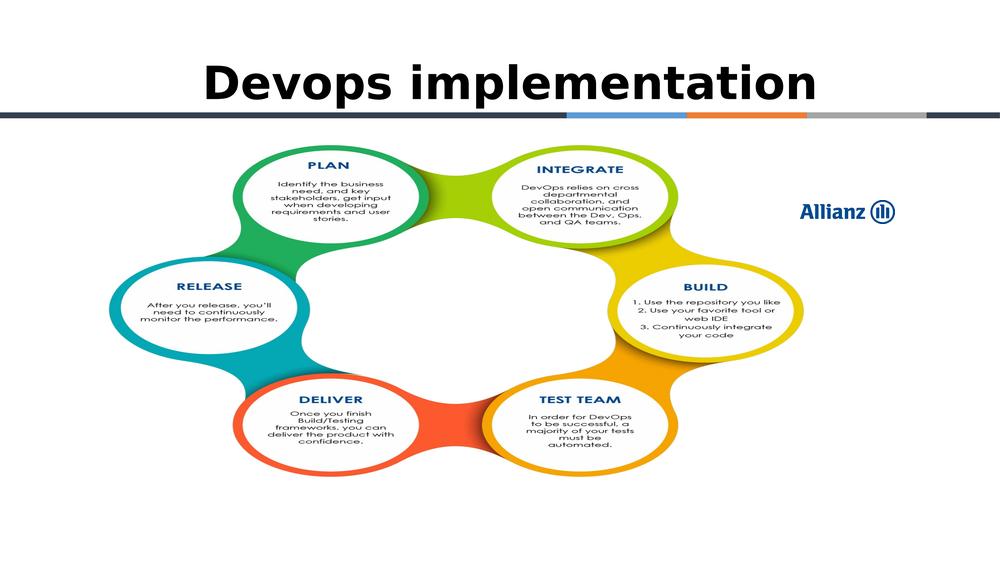 Devops implementation
PLAN
Identify the business
need, and key
stakeholders, get input
when developing
requirements and user
stories.
INTEGRATE
DevOps relies on cross
departmental
collaboration, and
open communication
between the Dev, Ops,
and QA teams.
Allianz
RELEASE
After you release, you'll
need to continuously
monitor the performance.
BUILD
1. Use the repository you like
2. Use your favorite tool or
web IDE
3. Continuously integrate
your code
DELIVER
Once you finish
Build/Testing
frameworks, you can
deliver the product with
confidence.
TEST TEAM
In order for DevOps
to be successful, a
majority of your tests
must be
automated.